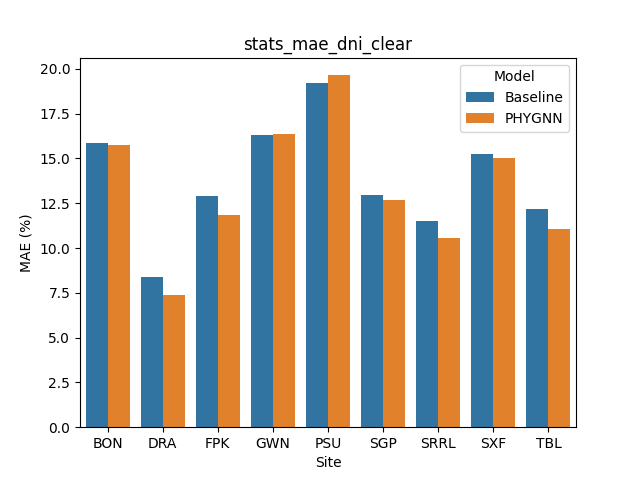 stats_mae_dni_clear
Model
Baseline
PHYGNN
MAE (%)
20.0
17.5
15.0
12.5
10.0
7.5
5.0
2.5
0.0
BON DRA FPK GWN PSU SGP SRRL SXF TBL
Site